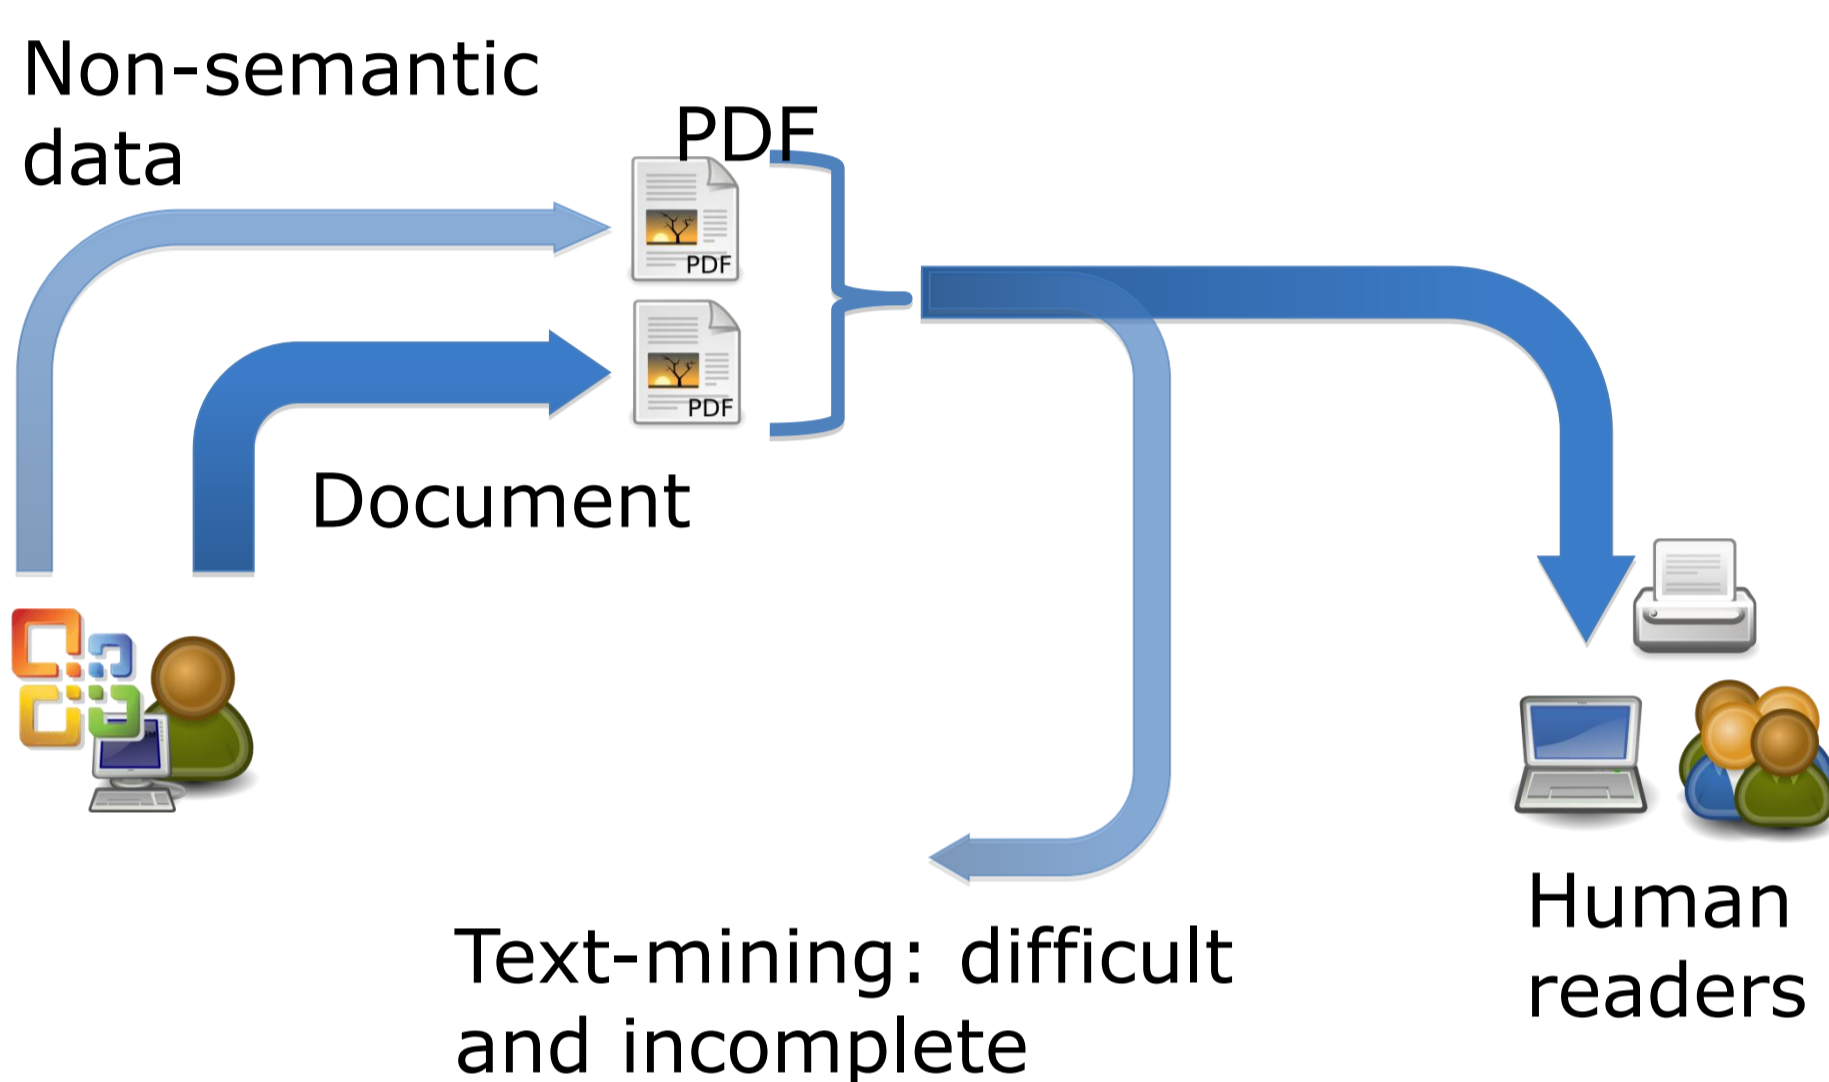 Non-semantic
data
PDF
PDF
PDF
Document
Text-mining: difficult
and incomplete
Human
readers